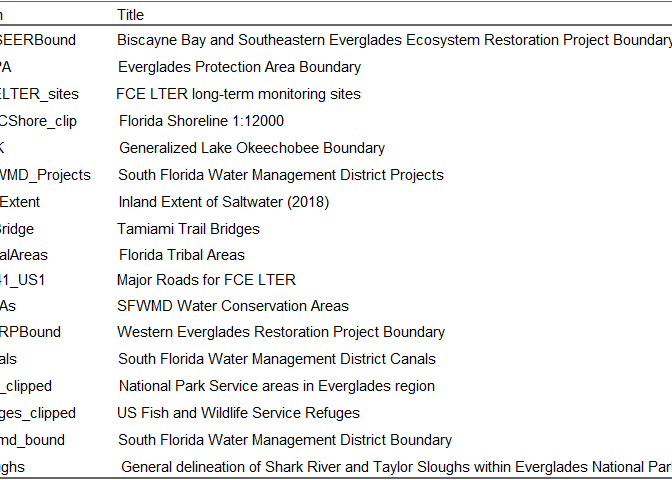 n Title
SEERBound Biscayne Bay and Southeastern Everglades Ecosystem Restoration Project Boundary
PA Everglades Protection Area Boundary
ELTER_sites FCE LTER long-term monitoring sites
CShore_clip Florida Shoreline 1:12000
K Generalized Lake Okeechobee Boundary
WMD_Projects South Florida Water Management District Projects
Extent Inland Extent of Saltwater (2018)
Bridge Tamiami Trail Bridges
alAreas Florida Tribal Areas
41_US1 Major Roads for FCE LTER
As SFWMD Water Conservation Areas
RPBound Western Everglades Restoration Project Boundary
als South Florida Water Management District Canals
_clipped National Park Service areas in Everglades region
ges_clipped US Fish and Wildlife Service Refuges
md_bound South Florida Water Management District Boundary
ughs General delineation of Shark River and Taylor Sloughs within Everglades National Par